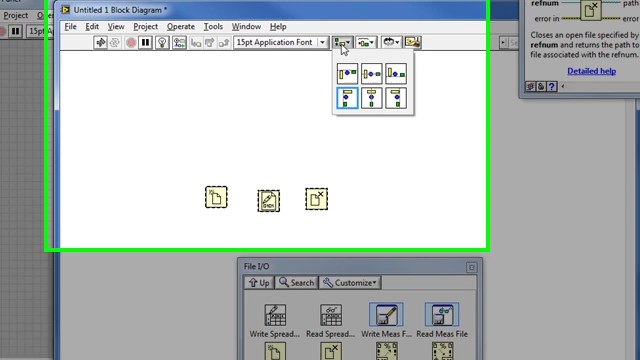 Panel
Project
Untitled 1 Block Diagram *
File Edit View Project Operate Tools Window Help
15pt Application Font
refnum
path
error in
Closes an open file specified by
refnum and returns the path to
file associated with the refnum.
Detailed help
File I/O
Up Search Customize
Write Spread... Read Spread... Write Meas F... Read Meas File